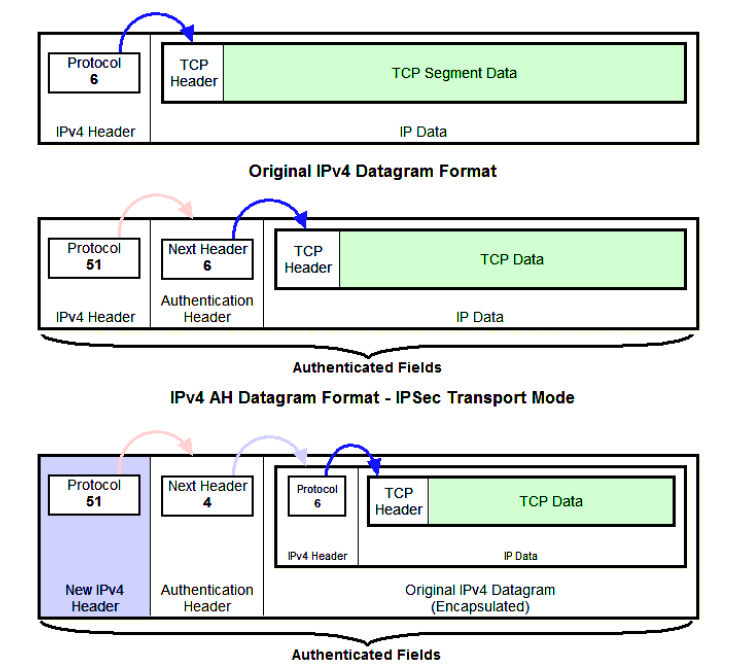 Protocol
6
TCP
Header
TCP Segment Data
IPv4 Header
IP Data
Original IPv4 Datagram Format
Protocol
51
Next Header
6
TCP
Header
TCP Data
IPv4 Header
Authentication
Header
IP Data
Authenticated Fields
IPv4 AH Datagram Format - IPSec Transport Mode
Protocol
51
Next Header
4
Protocol
6
TCP
Header
TCP Data
IPv4 Header
IP Data
New IPv4
Header
Authentication
Header
Original IPv4 Datagram
(Encapsulated)
Authenticated Fields